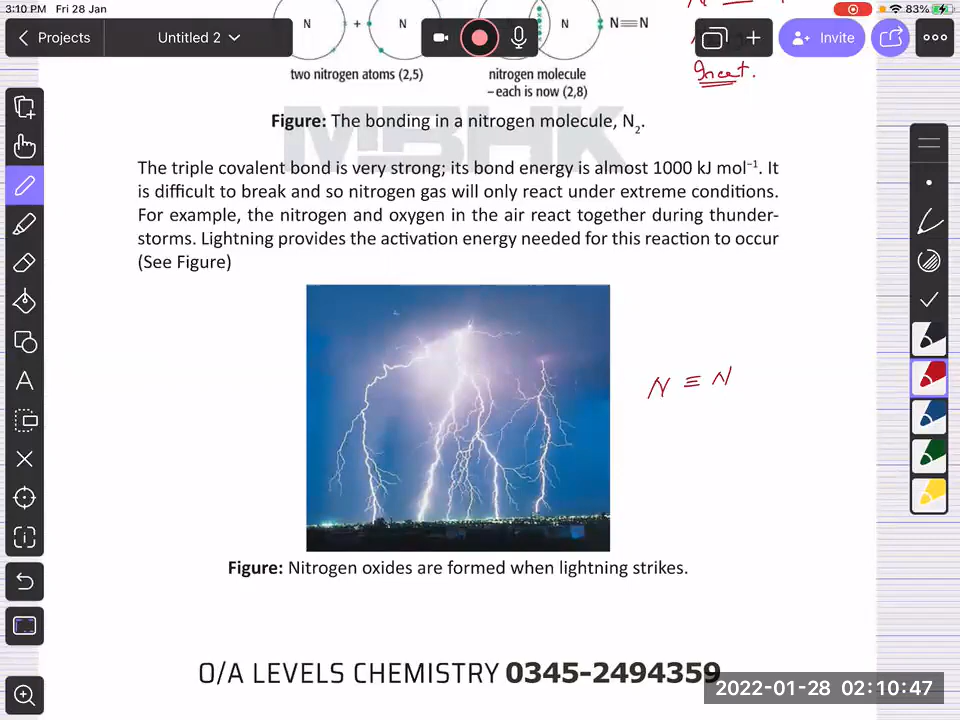 3:10 PM Fri 28 Jan
83%
Projects
Untitled 2
Invite
N + N
N
N≡N
two nitrogen atoms (2,5)
nitrogen molecule
– each is now (2,8)
Inert.
MBHK
Figure: The bonding in a nitrogen molecule, N₂.
The triple covalent bond is very strong; its bond energy is almost 1000 kJ mol⁻¹. It
is difficult to break and so nitrogen gas will only react under extreme conditions.
For example, the nitrogen and oxygen in the air react together during thunder-
storms. Lightning provides the activation energy needed for this reaction to occur
(See Figure)
N ≡ N
Figure: Nitrogen oxides are formed when lightning strikes.
O/A LEVELS CHEMISTRY 0345-2494359
2022-01-28 02:10:47